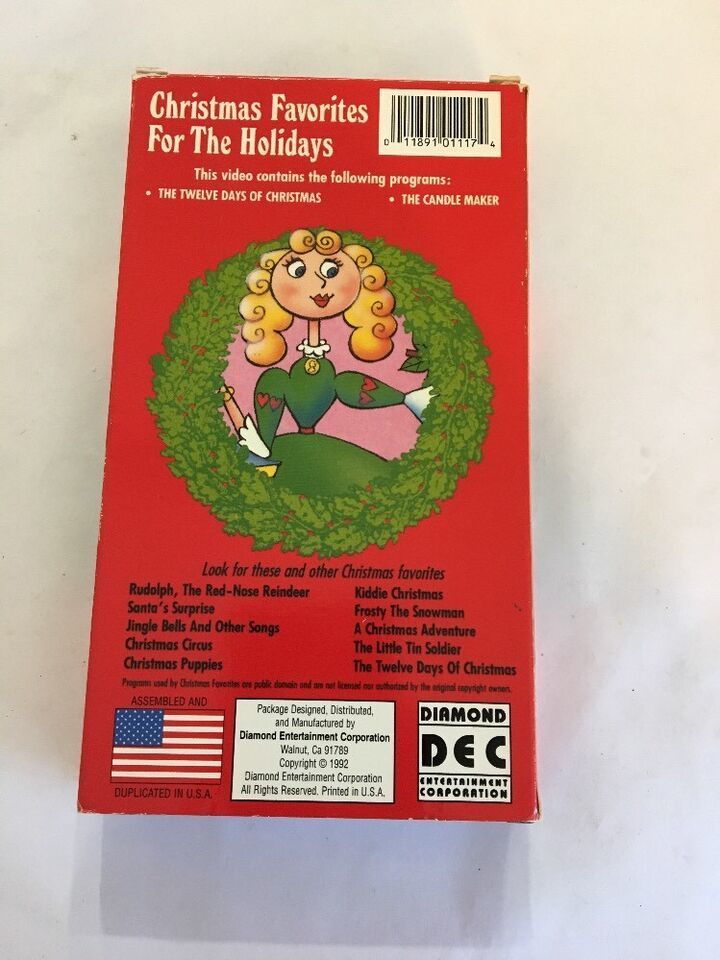 Christmas Favorites
For The Holidays
0 11891 01117 4
This video contains the following programs:
• THE TWELVE DAYS OF CHRISTMAS
• THE CANDLE MAKER
Look for these and other Christmas favorites
Rudolph, The Red-Nose Reindeer
Santa's Surprise
Jingle Bells And Other Songs
Christmas Circus
Christmas Puppies
Kiddie Christmas
Frosty The Snowman
A Christmas Adventure
The Little Tin Soldier
The Twelve Days Of Christmas
Programs used by Christmas Favorites are public domain and are not licensed nor authorized by the original copyright owners.
ASSEMBLED AND
DUPLICATED IN U.S.A.
Package Designed, Distributed,
and Manufactured by
Diamond Entertainment Corporation
Walnut, Ca 91789
Copyright © 1992
Diamond Entertainment Corporation
All Rights Reserved. Printed in U.S.A.
DIAMOND
DEC
ENTERTAINMENT
CORPORATION